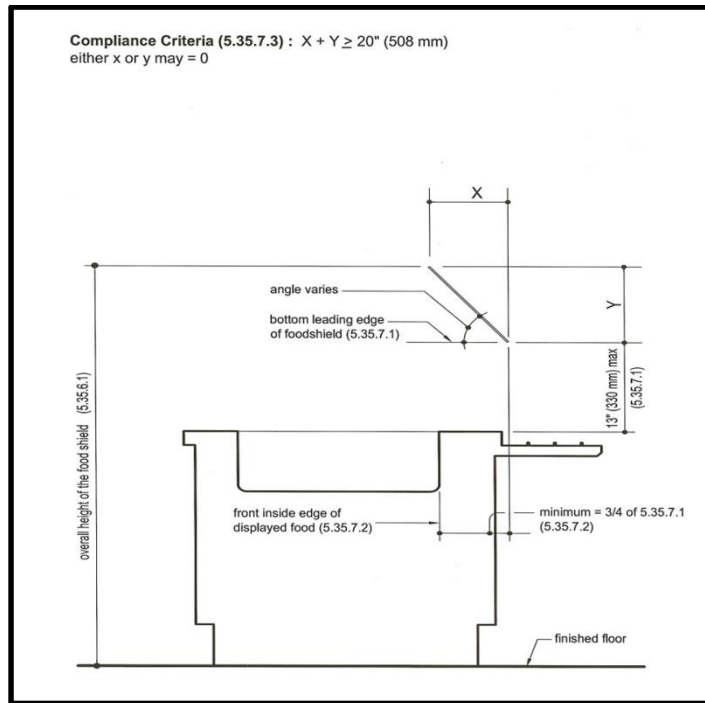 Compliance Criteria (5.35.7.3) : X + Y ≥ 20" (508 mm)
either x or y may = 0
X
angle varies
bottom leading edge
of foodshield (5.35.7.1)
Y
13" (330 mm) max
(5.35.7.1)
overall height of the food shield (5.35.6.1)
front inside edge of
displayed food (5.35.7.2)
minimum = 3/4 of 5.35.7.1
(5.35.7.2)
finished floor